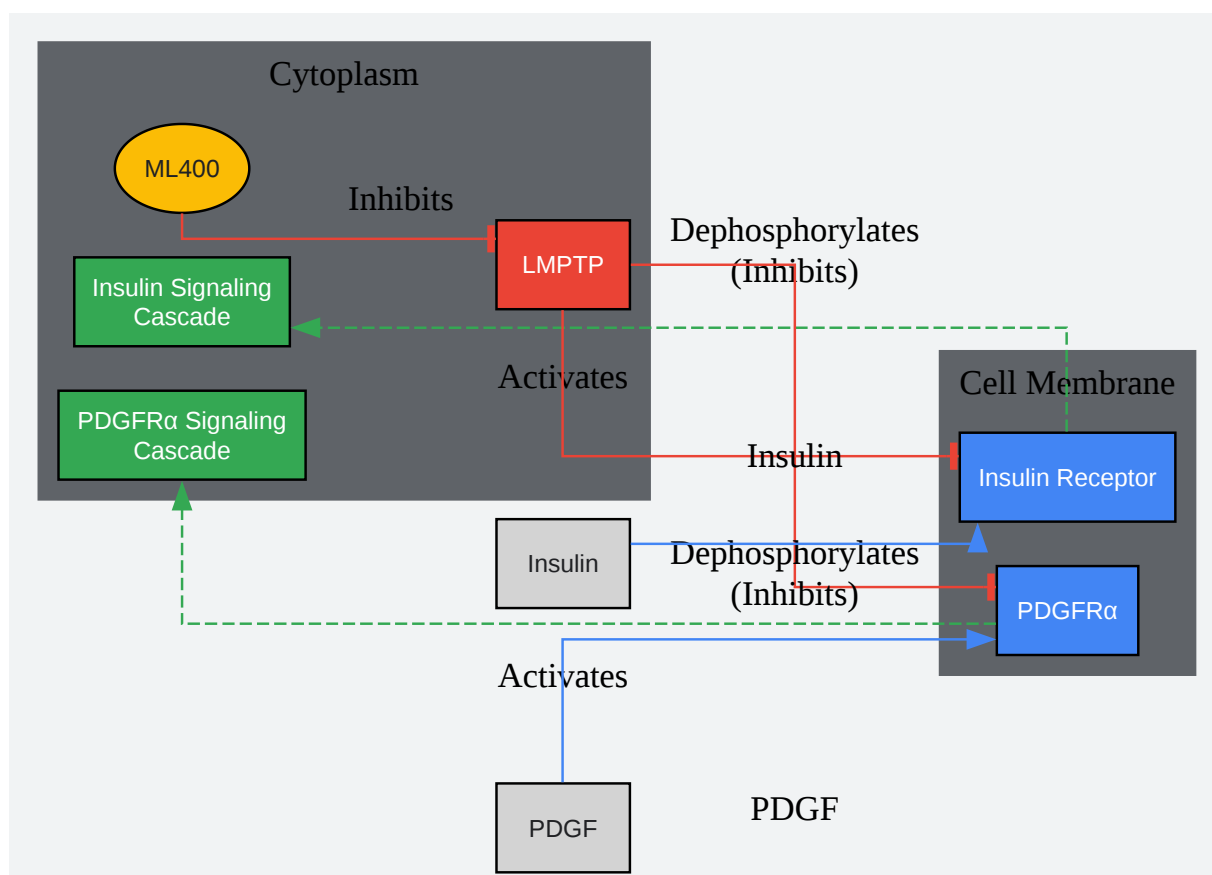 Cytoplasm
ML400
Inhibits
LMPTP
Dephosphorylates
(Inhibits)
Insulin Signaling
Cascade
Activates
Cell Membrane
PDGFRα Signaling
Cascade
Insulin
Insulin Receptor
Insulin
Dephosphorylates
(Inhibits)
PDGFRα
Activates
PDGF
PDGF